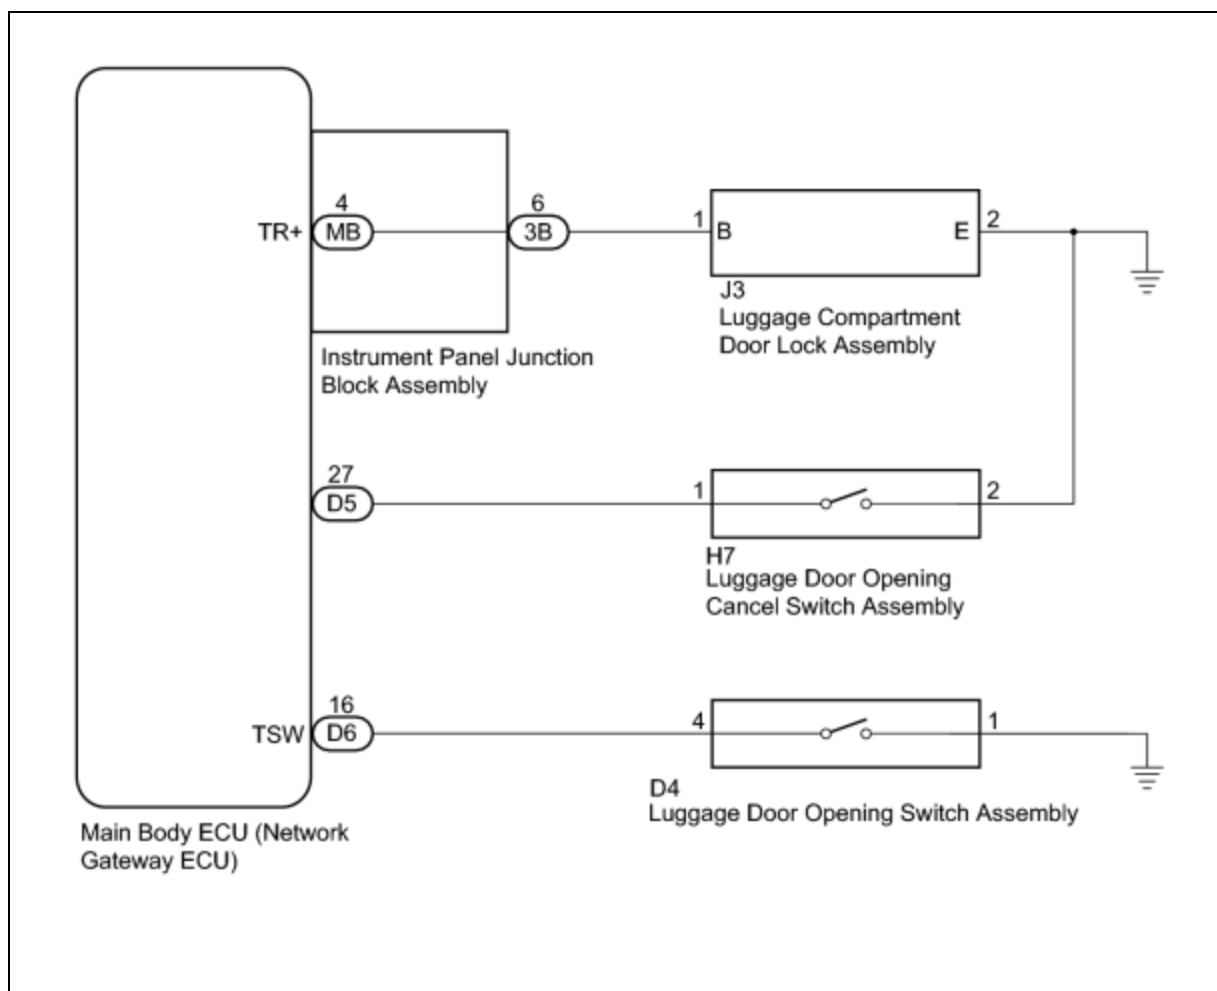 4
6
TR+ MB
3B
1 B
E 2
J3
Luggage Compartment
Door Lock Assembly
Instrument Panel Junction
Block Assembly
27
D5
1
2
H7
Luggage Door Opening
Cancel Switch Assembly
16
TSW D6
4
1
D4
Luggage Door Opening Switch Assembly
Main Body ECU (Network
Gateway ECU)